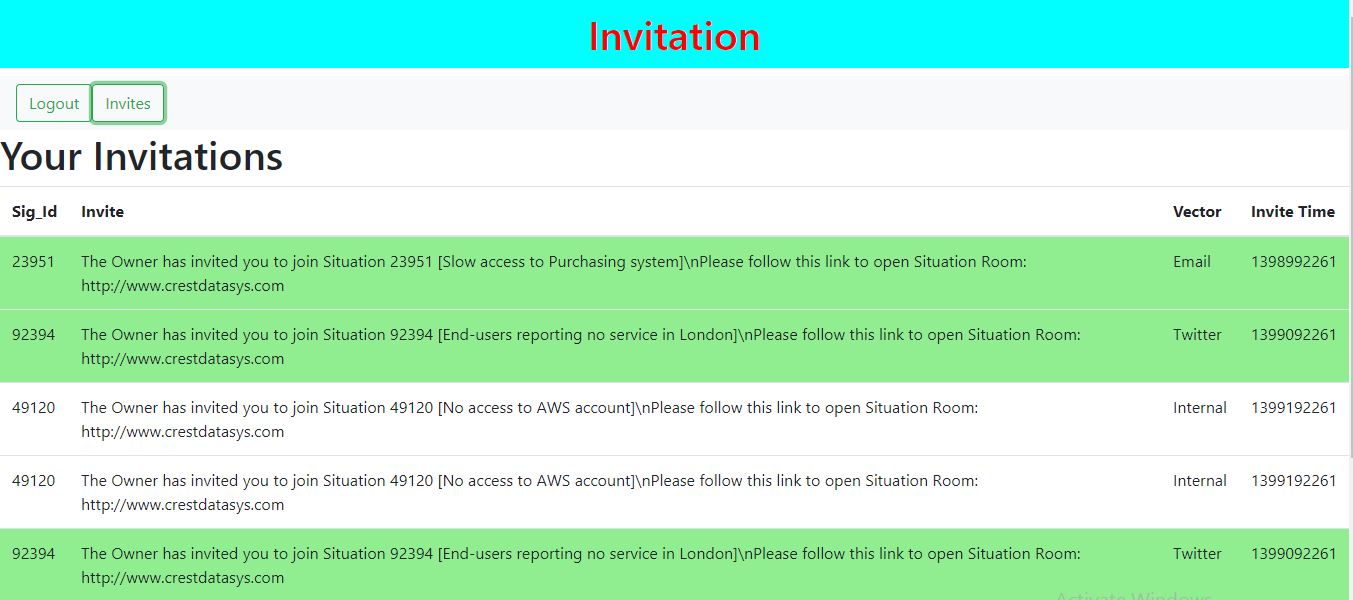 Invitation
Logout Invites
Your Invitations
Sig_Id Invite Vector Invite Time
23951 The Owner has invited you to join Situation 23951 [Slow access to Purchasing system]\nPlease follow this link to open Situation Room: Email 1398992261
http://www.crestdatasys.com
92394 The Owner has invited you to join Situation 92394 [End-users reporting no service in London]\nPlease follow this link to open Situation Room: Twitter 1399092261
http://www.crestdatasys.com
49120 The Owner has invited you to join Situation 49120 [No access to AWS account]\nPlease follow this link to open Situation Room: Internal 1399192261
http://www.crestdatasys.com
49120 The Owner has invited you to join Situation 49120 [No access to AWS account]\nPlease follow this link to open Situation Room: Internal 1399192261
http://www.crestdatasys.com
92394 The Owner has invited you to join Situation 92394 [End-users reporting no service in London]\nPlease follow this link to open Situation Room: Twitter 1399092261
http://www.crestdatasys.com
Activate Windows